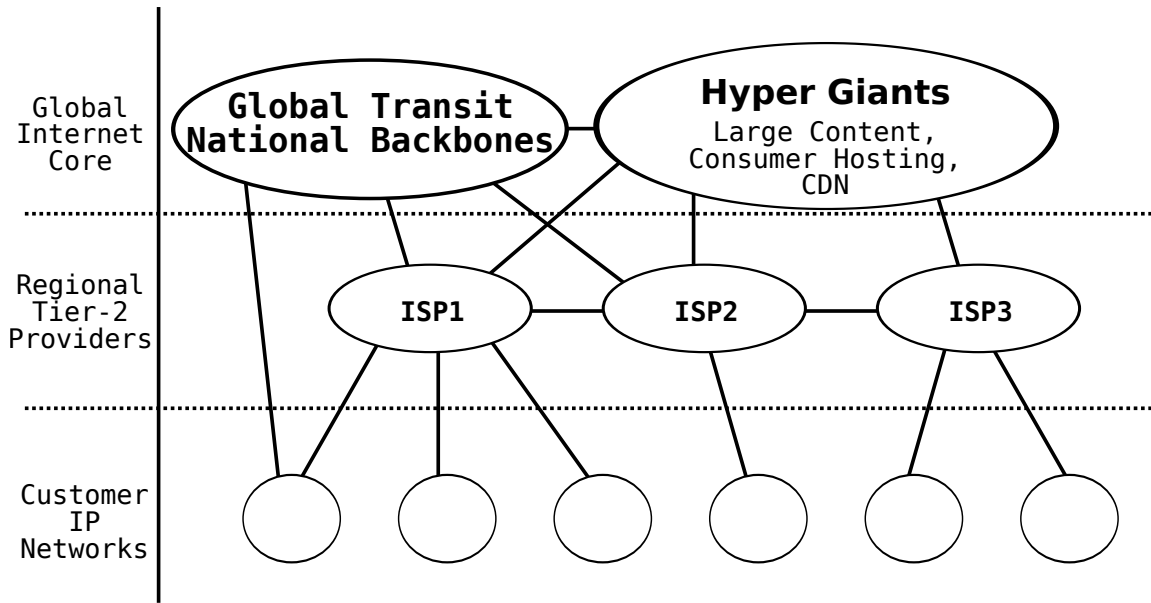 Global
Internet
Core
Global Transit
National Backbones
Hyper Giants
Large Content,
Consumer Hosting,
CDN
Regional
Tier-2
Providers
ISP1
ISP2
ISP3
Customer
IP
Networks